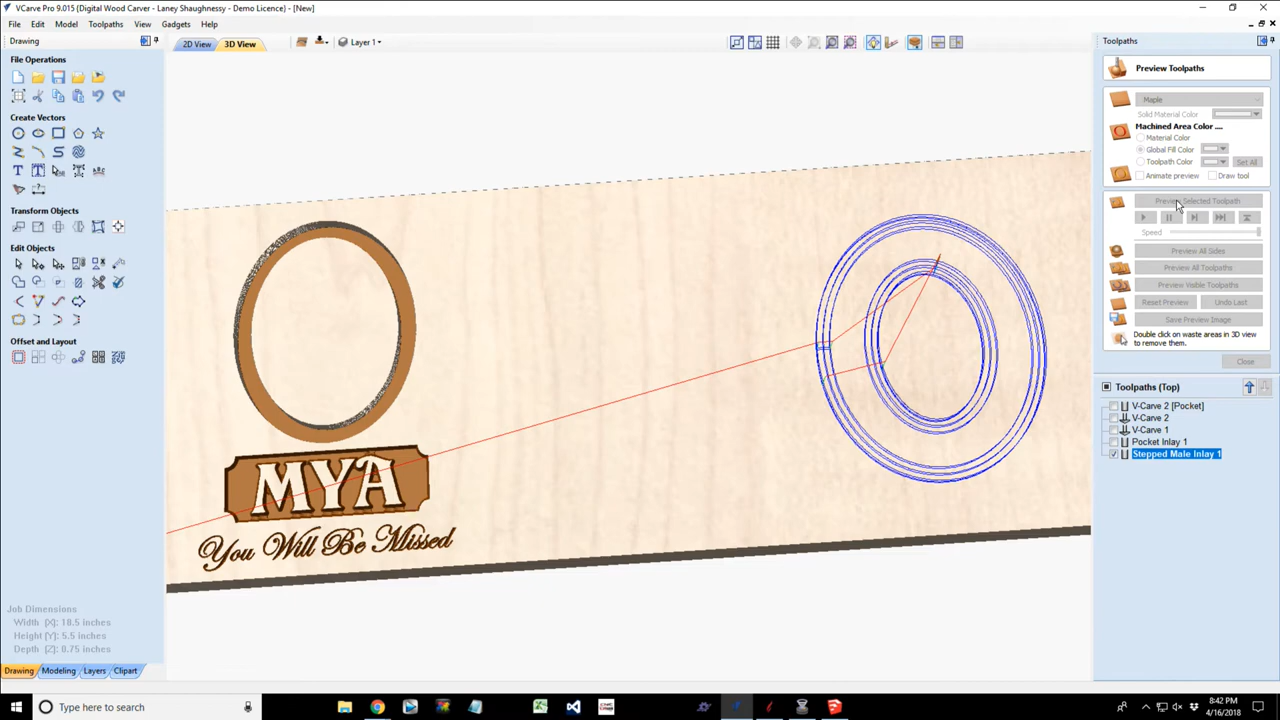 VCarve Pro 9.015 {Digital Wood Carver - Laney Shaughnessy - Demo Licence} - [New]
File Edit Model Toolpaths View Gadgets Help
Drawing
2D View 3D View Layer 1
File Operations
Create Vectors
Transform Objects
Edit Objects
Offset and Layout
Job Dimensions
Width (X): 18.5 inches
Height (Y): 5.5 inches
Depth (Z): 0.75 inches
Drawing Modeling Layers Clipart
MYA
You Will Be Missed
Toolpaths
Preview Toolpaths
Maple
Solid Material Color
Machined Area Color ....
Material Color
Global Fill Color
Toolpath Color Set All
Animate preview Draw tool
Preview Selected Toolpath
Speed
Preview All Sides
Preview All Toolpaths
Preview Visible Toolpaths
Reset Preview Undo Last
Save Preview Image
Double click on waste areas in 3D view
to remove them.
Close
Toolpaths (Top)
V-Carve 2 [Pocket]
V-Carve 2
V-Carve 1
Pocket Inlay 1
Stepped Male Inlay 1
Type here to search
8:42 PM
4/16/2018